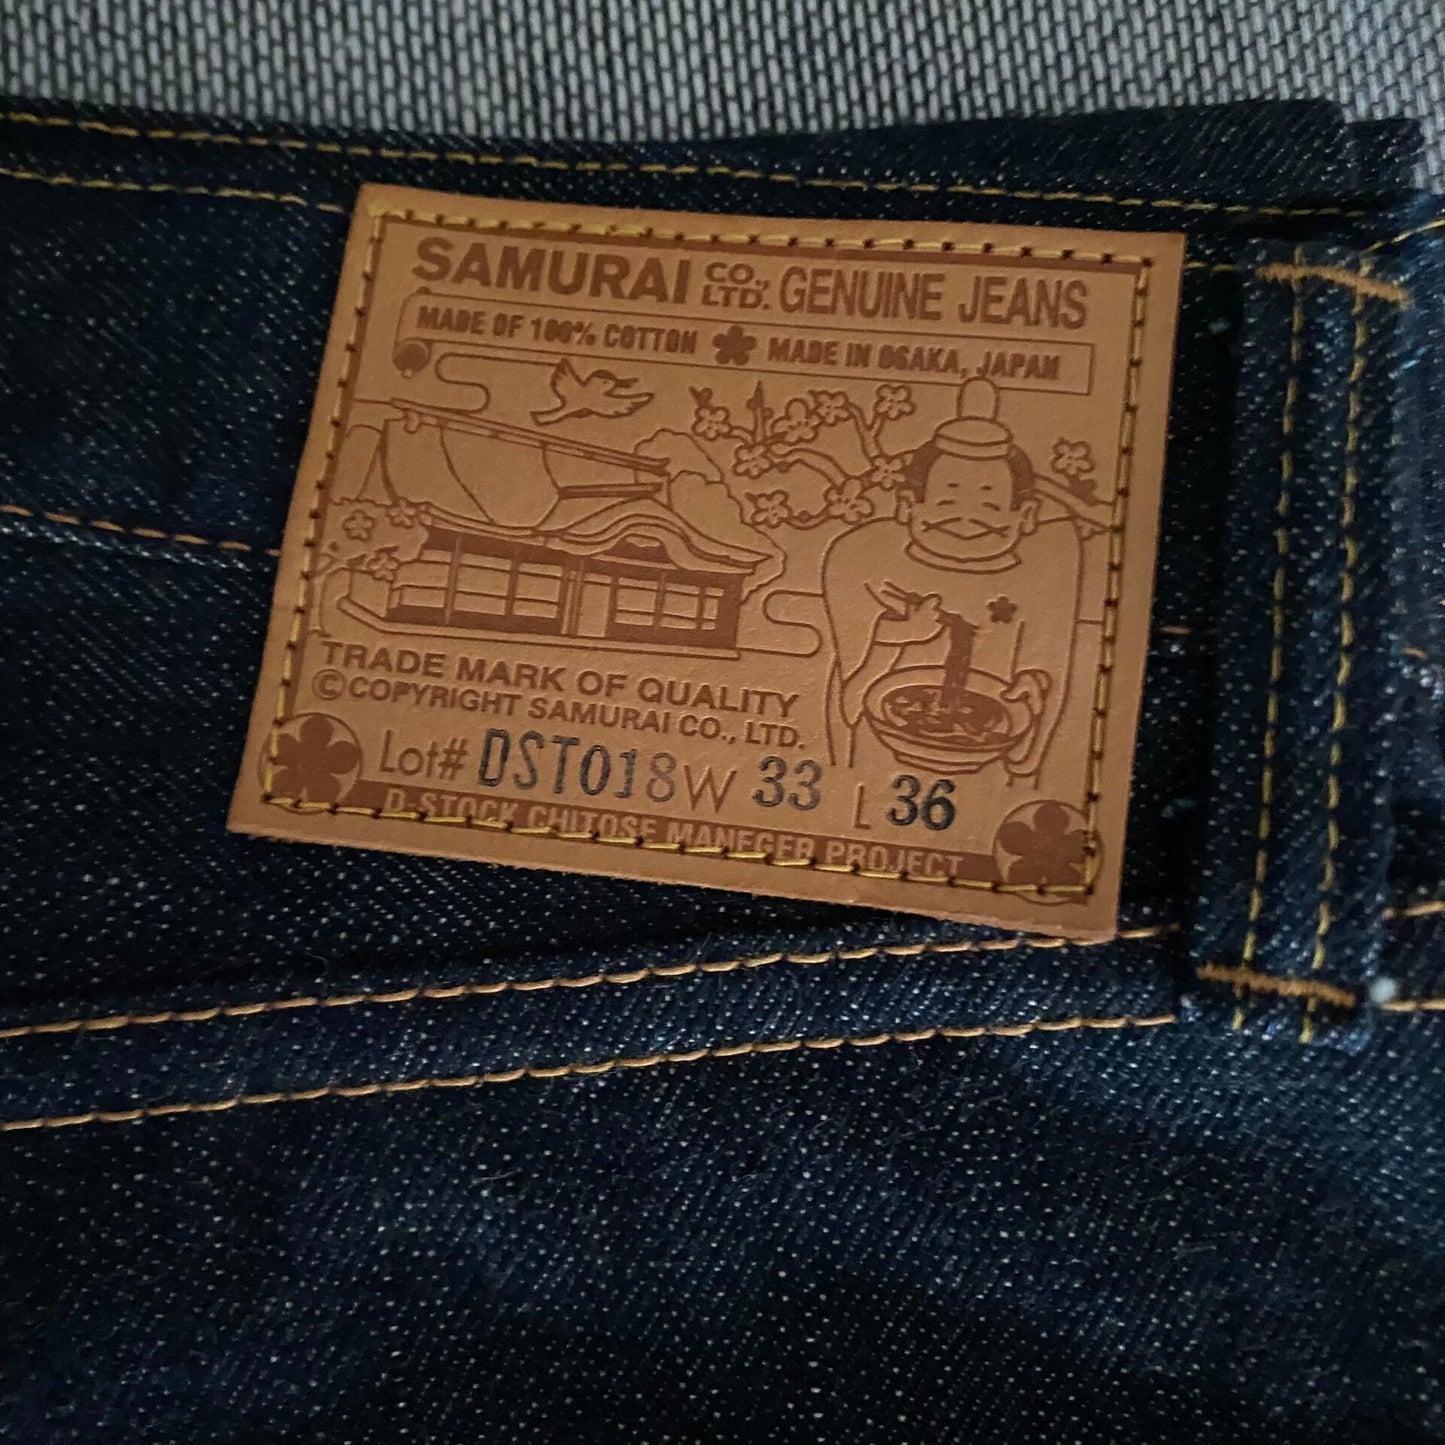 SAMURAI CO., LTD. GENUINE JEANS
MADE OF 100% COTTON MADE IN OSAKA, JAPAN
TRADE MARK OF QUALITY
©COPYRIGHT SAMURAI CO., LTD.
Lot# DST018 W 33 L 36
D-STOCK CHITOSE MANEGER PROJECT